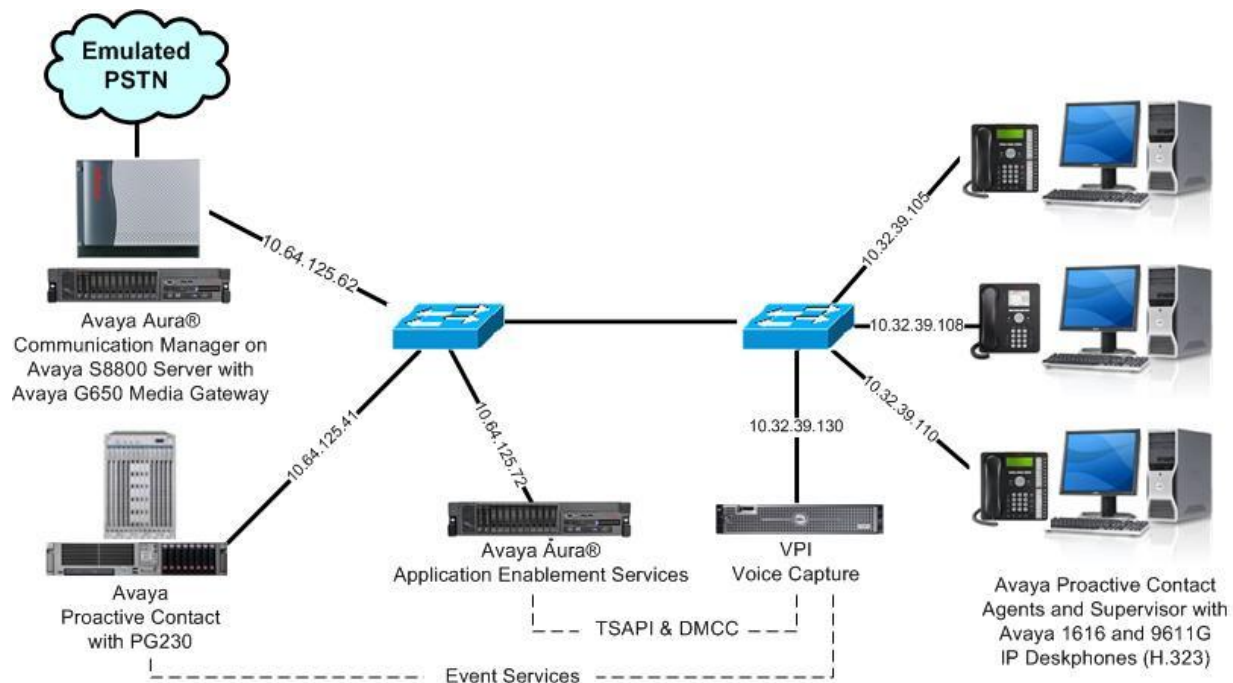 Emulated
PSTN
10.64.125.62
Avaya Aura®
Communication Manager on
Avaya S8800 Server with
Avaya G650 Media Gateway
10.64.125.41
Avaya
Proactive Contact
with PG230
10.64.125.72
Avaya Aura®
Application Enablement Services
10.32.39.130
VPI
Voice Capture
10.32.39.105
10.32.39.108
10.32.39.110
Avaya Proactive Contact
Agents and Supervisor with
Avaya 1616 and 9611G
IP Deskphones (H.323)
TSAPI & DMCC
Event Services